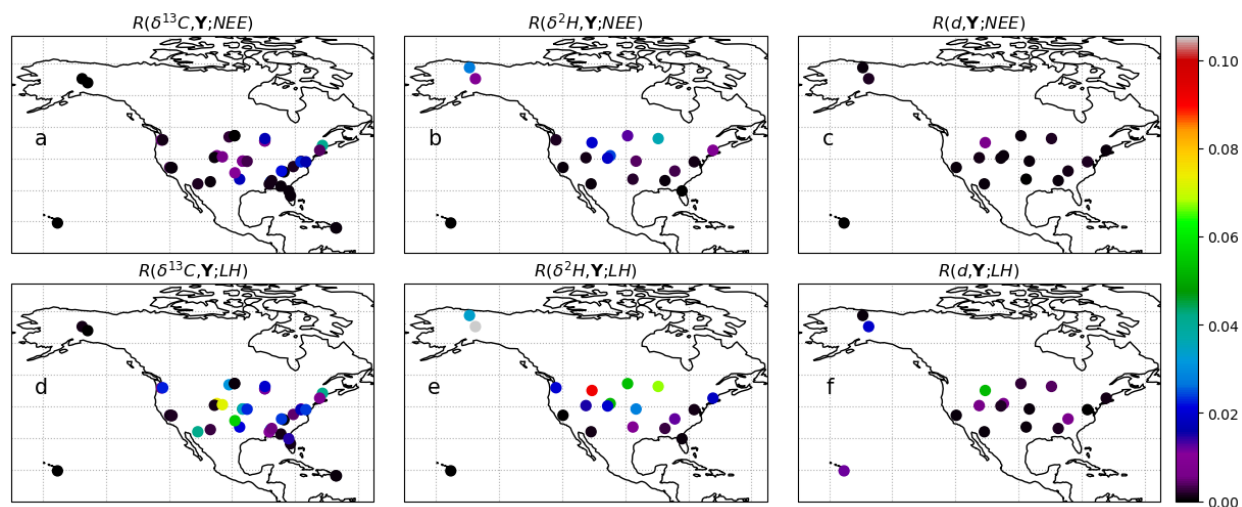 R(δ¹³C,Y;NEE) R(δ²H,Y;NEE) R(d,Y;NEE)
a b c
R(δ¹³C,Y;LH) R(δ²H,Y;LH) R(d,Y;LH)
d e f
0.10
0.08
0.06
0.04
0.02
0.00